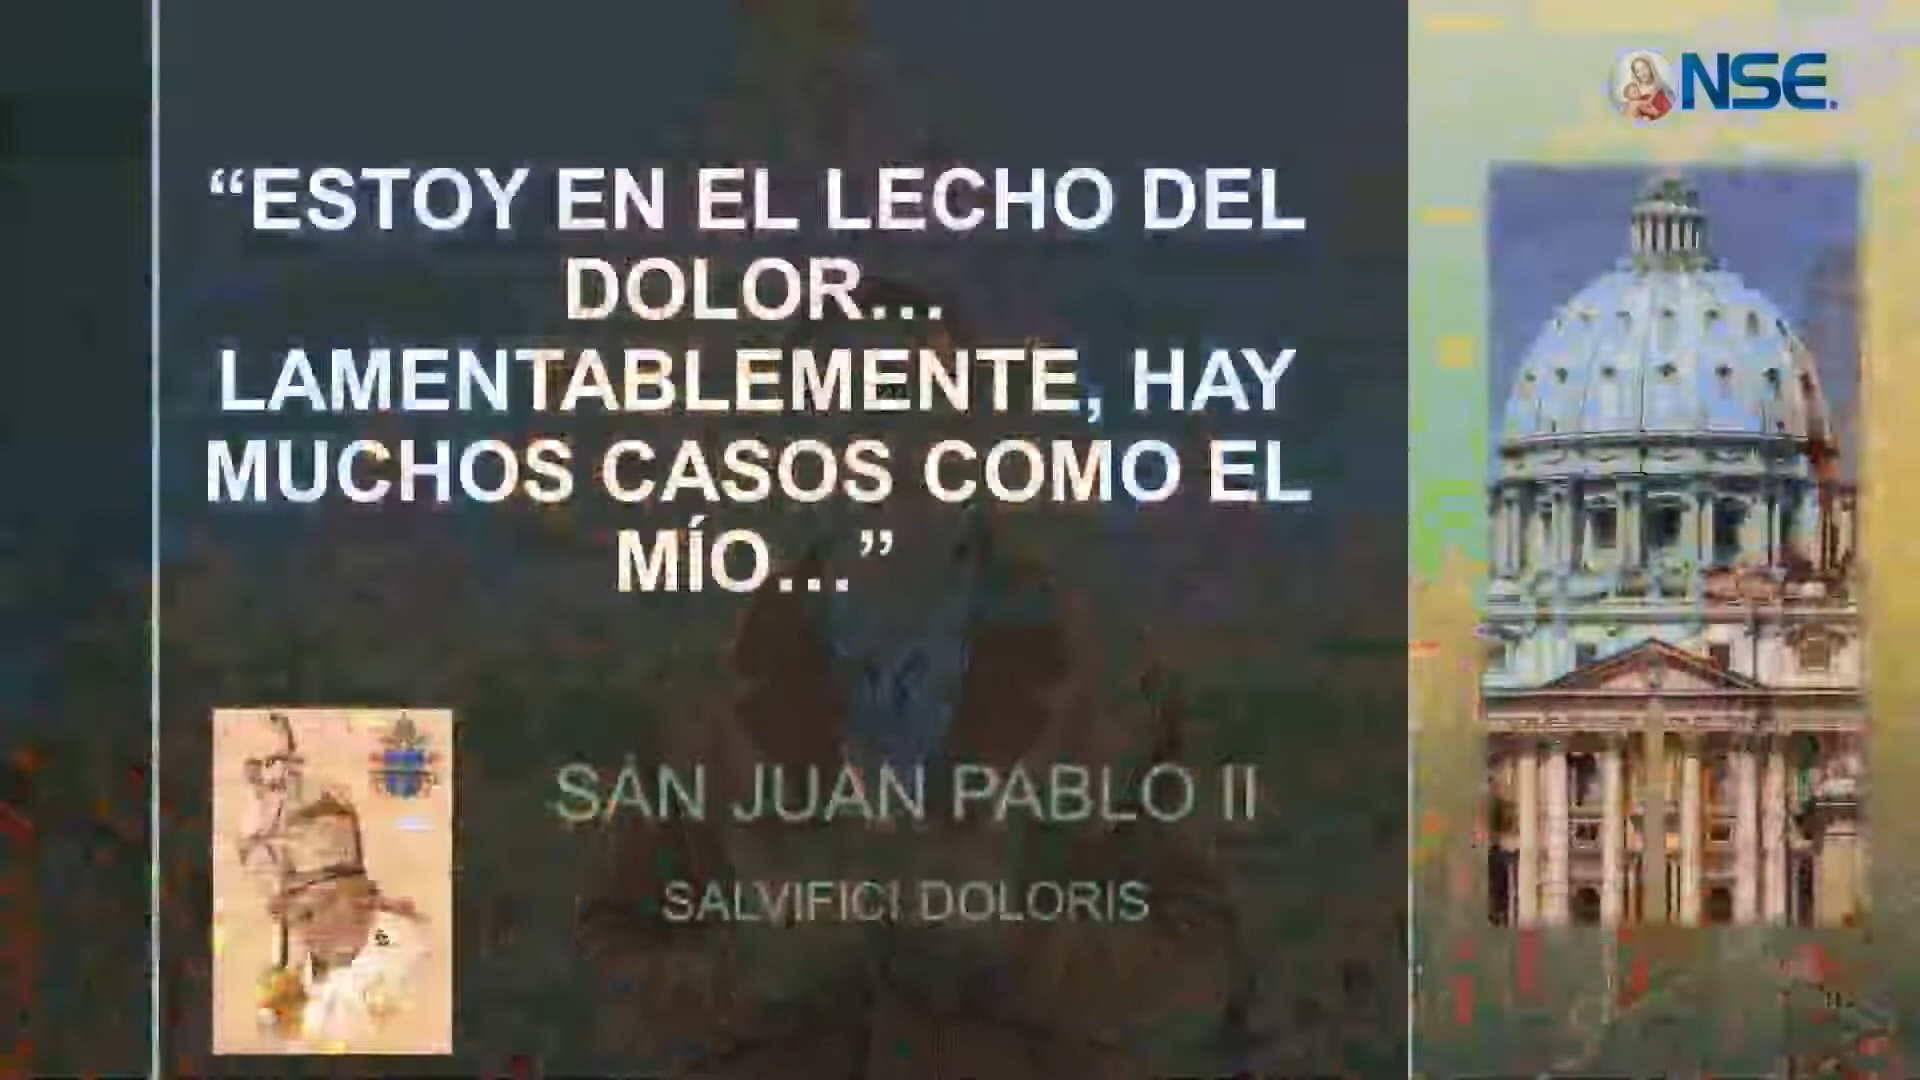 NSE
“ESTOY EN EL LECHO DEL
DOLOR...
LAMENTABLEMENTE, HAY
MUCHOS CASOS COMO EL
MÍO...”
SAN JUAN PABLO II
SALVIFICI DOLORIS